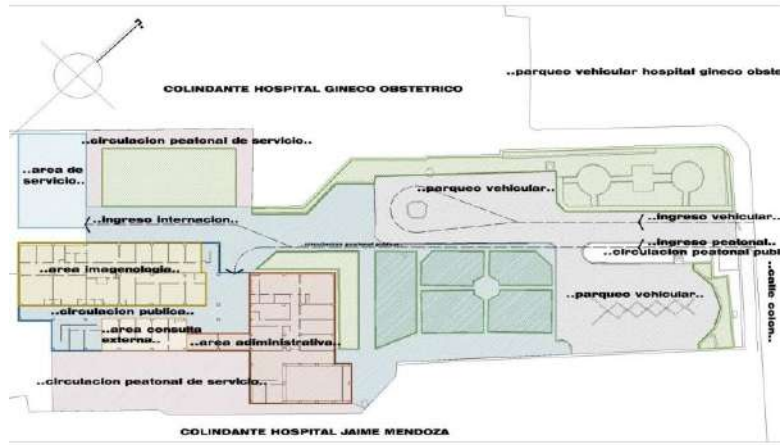 COLINDANTE HOSPITAL GINECO OBSTETRICO
..parqueo vehicular hospital gineco obste
..circulacion peatonal de servicio..
..area de
servicio..
..parqueo vehicular..
..ingreso internacion..
..ingreso vehicular..
..ingreso peatonal..
..circulacion peatonal publi
..area imagenologia..
..parqueo vehicular..
..calle colon..
..circulacion publica..
..area consulta
externa..
..area adiministrativa..
..circulacion peatonal de servicio..
COLINDANTE HOSPITAL JAIME MENDOZA